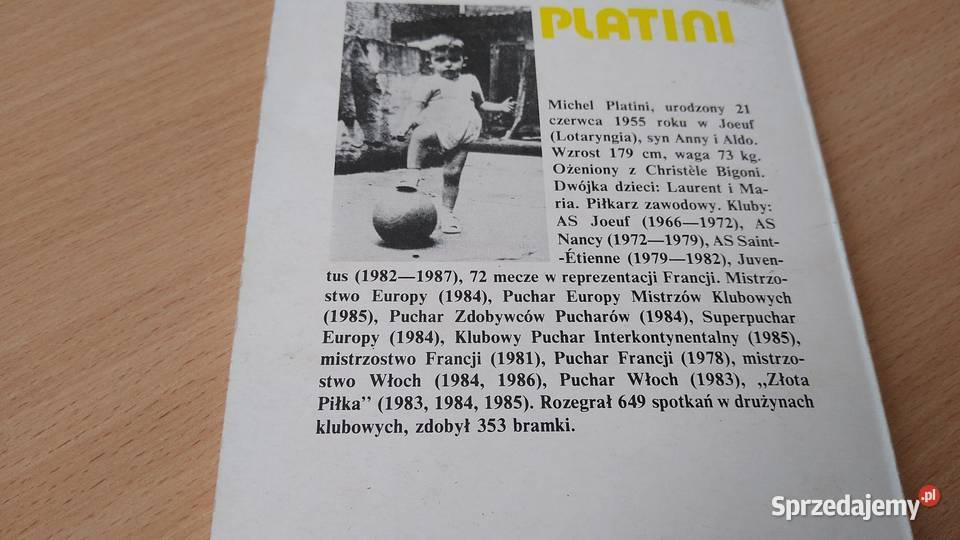 PLATINI
Michel Platini, urodzony 21
czerwca 1955 roku w Joeuf
(Lotaryngia), syn Anny i Aldo.
Wzrost 179 cm, waga 73 kg.
Ożeniony z Christèle Bigoni.
Dwójka dzieci: Laurent i Ma-
ria. Piłkarz zawodowy. Kluby:
AS Joeuf (1966—1972), AS
Nancy (1972—1979), AS Saint-
-Étienne (1979—1982), Juven-
tus (1982—1987), 72 mecze w reprezentacji Francji. Mistrzo-
stwo Europy (1984), Puchar Europy Mistrzów Klubowych
(1985), Puchar Zdobywców Pucharów (1984), Superpuchar
Europy (1984), Klubowy Puchar Interkontynentalny (1985),
mistrzostwo Francji (1981), Puchar Francji (1978), mistrzo-
stwo Włoch (1984, 1986), Puchar Włoch (1983), „Złota
Piłka” (1983, 1984, 1985). Rozegrał 649 spotkań w drużynach
klubowych, zdobył 353 bramki.
Sprzedajemy.pl